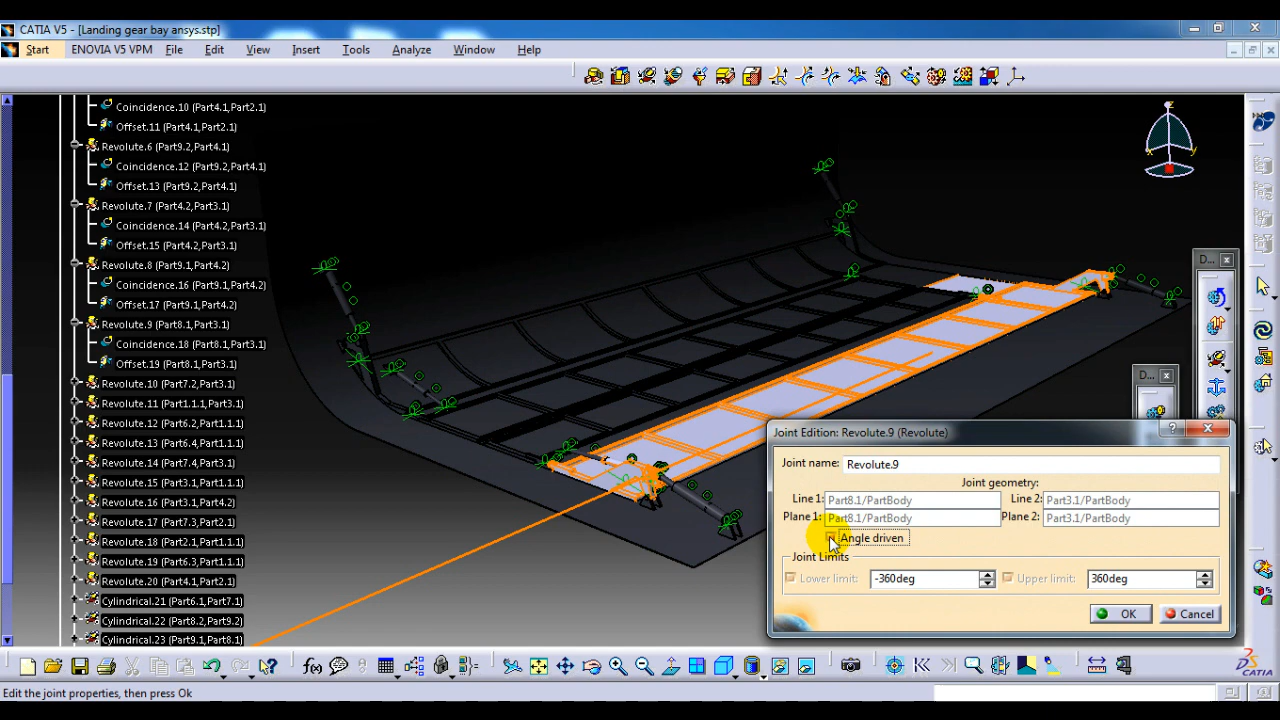 CATIA V5 - [Landing gear bay ansys.stp]
Start ENOVIA V5 VPM File Edit View Insert Tools Analyze Window Help
Coincidence.10 (Part4.1,Part2.1)
Offset.11 (Part4.1,Part2.1)
Revolute.6 (Part9.2,Part4.1)
Coincidence.12 (Part9.2,Part4.1)
Offset.13 (Part9.2,Part4.1)
Revolute.7 (Part4.2,Part3.1)
Coincidence.14 (Part4.2,Part3.1)
Offset.15 (Part4.2,Part3.1)
Revolute.8 (Part9.1,Part4.2)
Coincidence.16 (Part9.1,Part4.2)
Offset.17 (Part9.1,Part4.2)
Revolute.9 (Part8.1,Part3.1)
Coincidence.18 (Part8.1,Part3.1)
Offset.19 (Part8.1,Part3.1)
Revolute.10 (Part7.2,Part3.1)
Revolute.11 (Part1.1.1,Part3.1)
Revolute.12 (Part6.2,Part1.1.1)
Revolute.13 (Part6.4,Part1.1.1)
Revolute.14 (Part7.4,Part3.1)
Revolute.15 (Part3.1,Part1.1.1)
Revolute.16 (Part3.1,Part4.2)
Revolute.17 (Part7.3,Part2.1)
Revolute.18 (Part2.1,Part1.1.1)
Revolute.19 (Part6.3,Part1.1.1)
Revolute.20 (Part4.1,Part2.1)
Cylindrical.21 (Part6.1,Part7.1)
Cylindrical.22 (Part8.2,Part9.2)
Cylindrical.23 (Part9.1,Part8.1)
D...
D...
Joint Edition: Revolute.9 (Revolute)
Joint name: Revolute.9
Joint geometry:
Line 1: Part8.1/PartBody Line 2: Part3.1/PartBody
Plane 1: Part8.1/PartBody Plane 2: Part3.1/PartBody
Angle driven
Joint Limits
Lower limit: -360deg Upper limit: 360deg
OK Cancel
f(x)
CATIA
Edit the joint properties, then press Ok